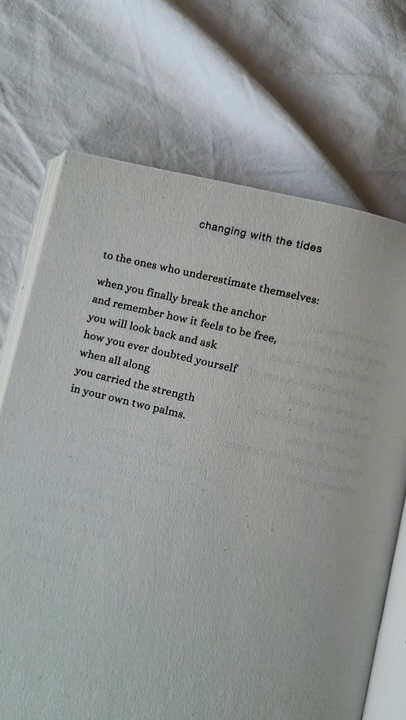 changing with the tides
to the ones who underestimate themselves:
when you finally break the anchor
and remember how it feels to be free,
you will look back and ask
how you ever doubted yourself
when all along
you carried the strength
in your own two palms.